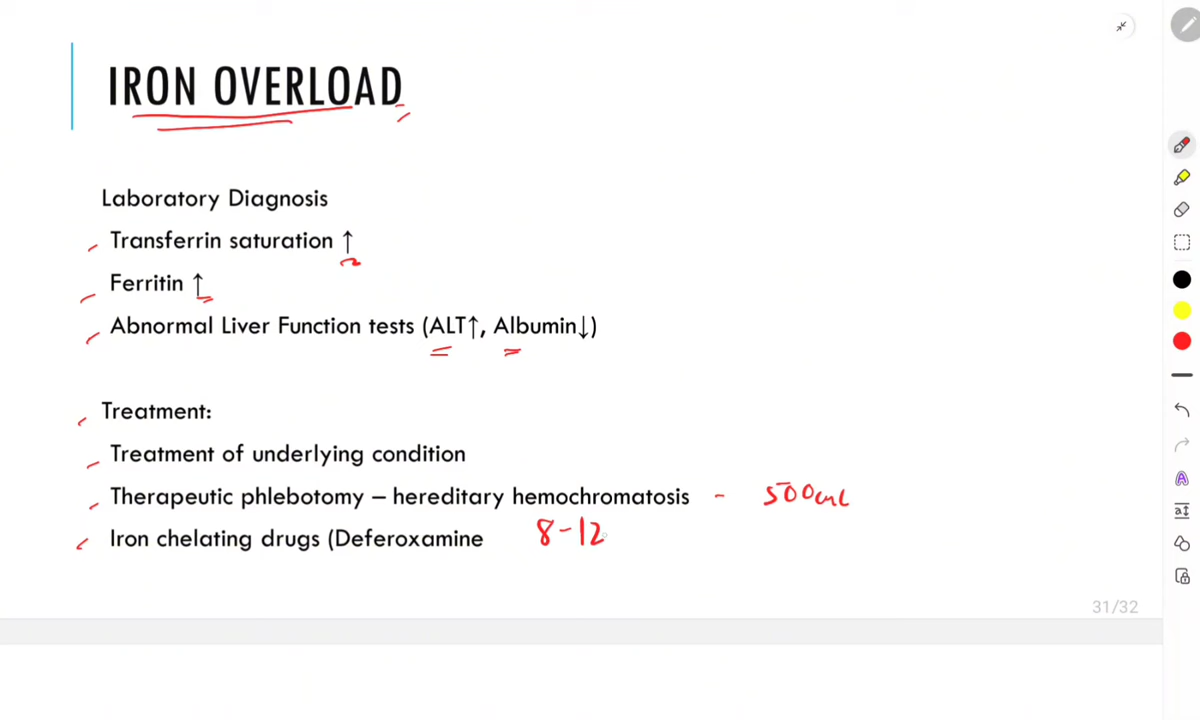 IRON OVERLOAD
Laboratory Diagnosis
Transferrin saturation ↑
Ferritin ↑
Abnormal Liver Function tests (ALT↑, Albumin↓)
Treatment:
Treatment of underlying condition
Therapeutic phlebotomy – hereditary hemochromatosis - 500mL
Iron chelating drugs (Deferoxamine 8-12
31/32